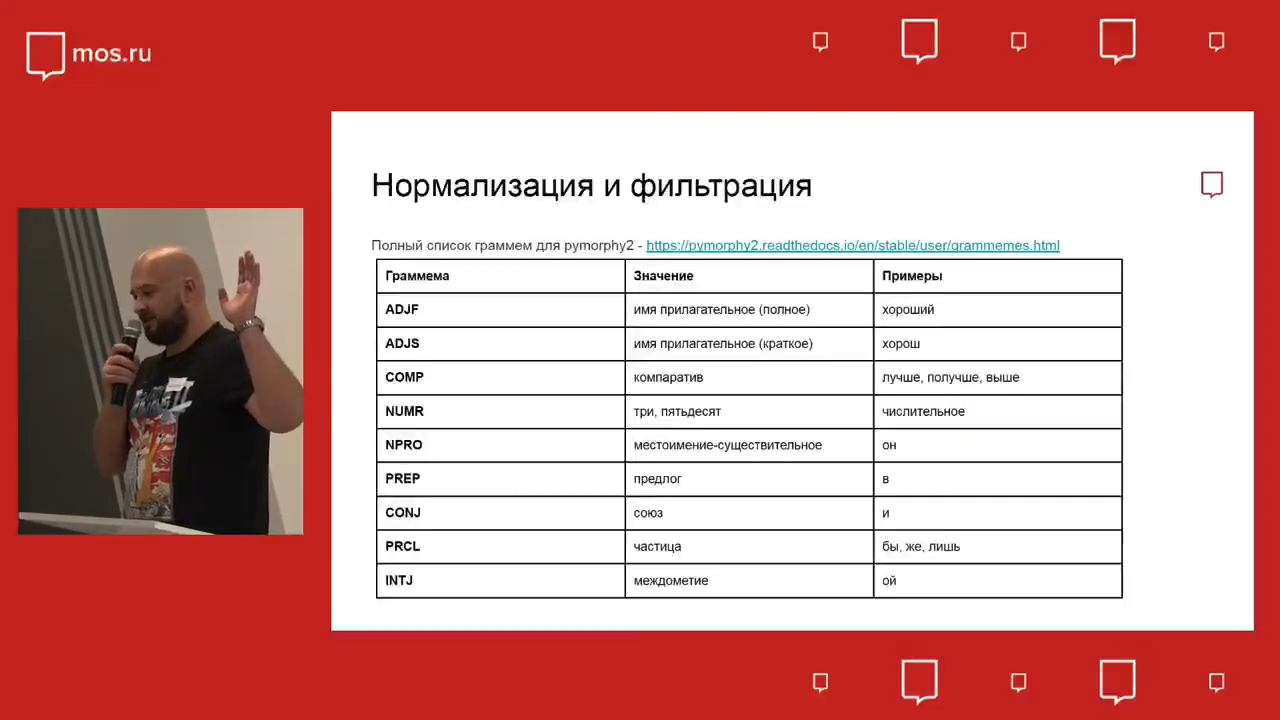 mos.ru
Нормализация и фильтрация
Полный список граммем для pymorphy2 - https://pymorphy2.readthedocs.io/en/stable/user/grammemes.html
Граммема Значение Примеры
ADJF имя прилагательное (полное) хороший
ADJS имя прилагательное (краткое) хорош
COMP компаратив лучше, получше, выше
NUMR три, пятьдесят числительное
NPRO местоимение-существительное он
PREP предлог в
CONJ союз и
PRCL частица бы, же, лишь
INTJ междометие ой